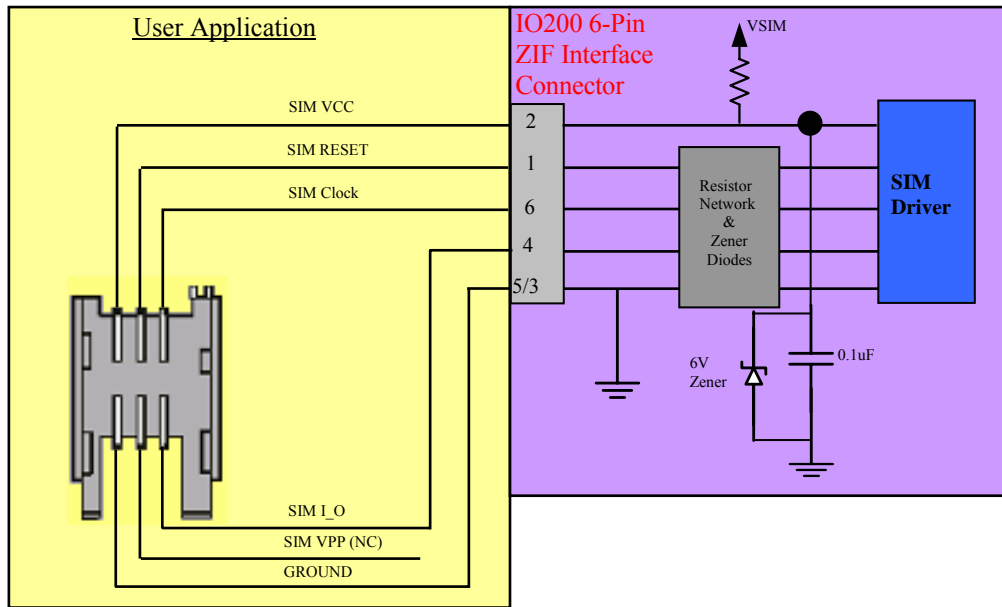 User Application
IO200 6-Pin
ZIF Interface
Connector
VSIM
SIM VCC
2
SIM RESET
1
SIM Clock
6
4
5/3
Resistor
Network
&
Zener
Diodes
SIM
Driver
6V
Zener
0.1uF
SIM I_O
SIM VPP (NC)
GROUND